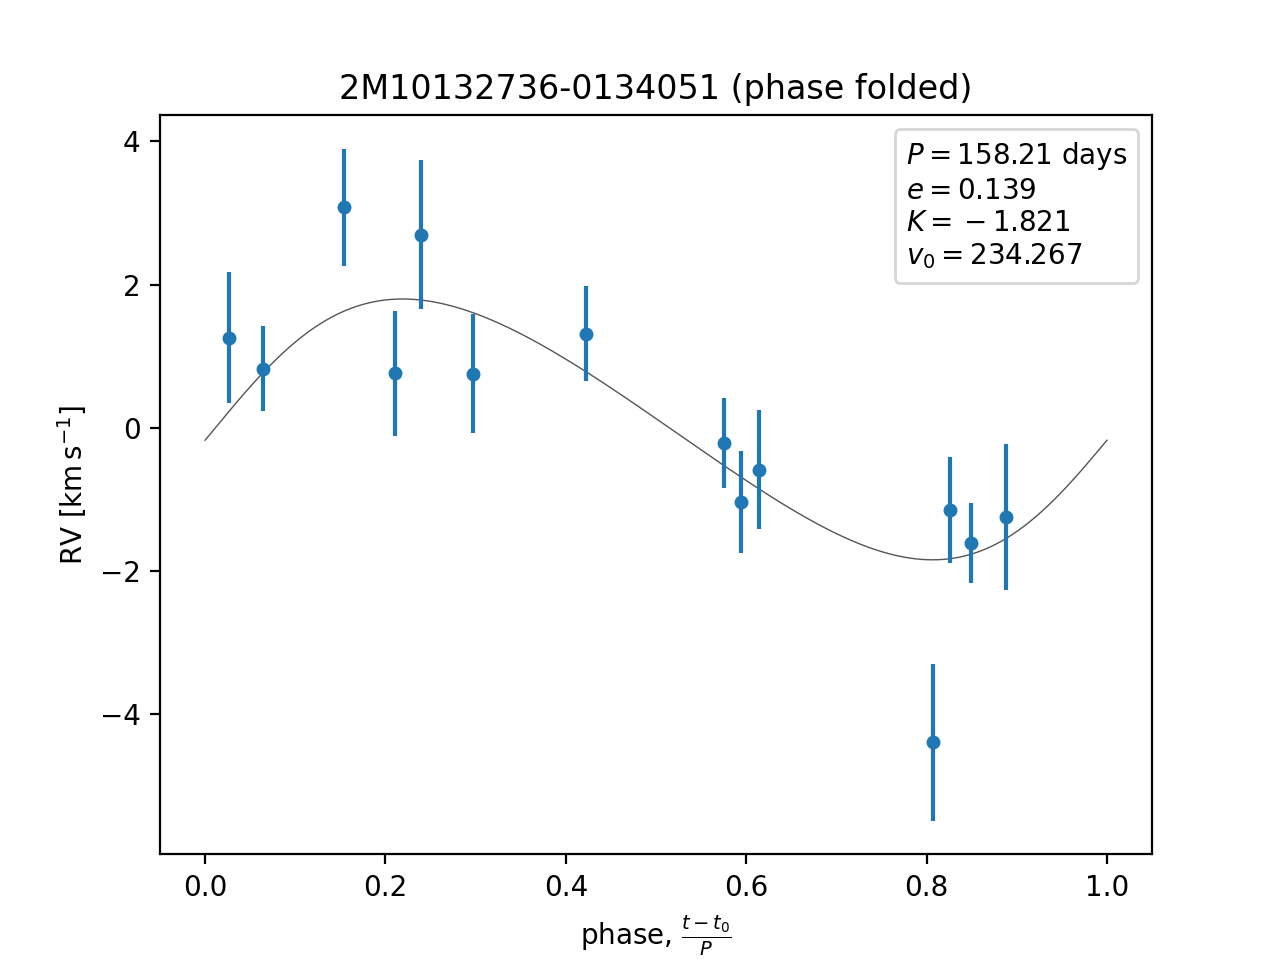 2M10132736-0134051 (phase folded)
P = 158.21 days
e = 0.139
K = −1.821
v₀ = 234.267
4
2
0
−2
−4
RV [km s⁻¹]
0.0 0.2 0.4 0.6 0.8 1.0
phase, (t − t₀)/P